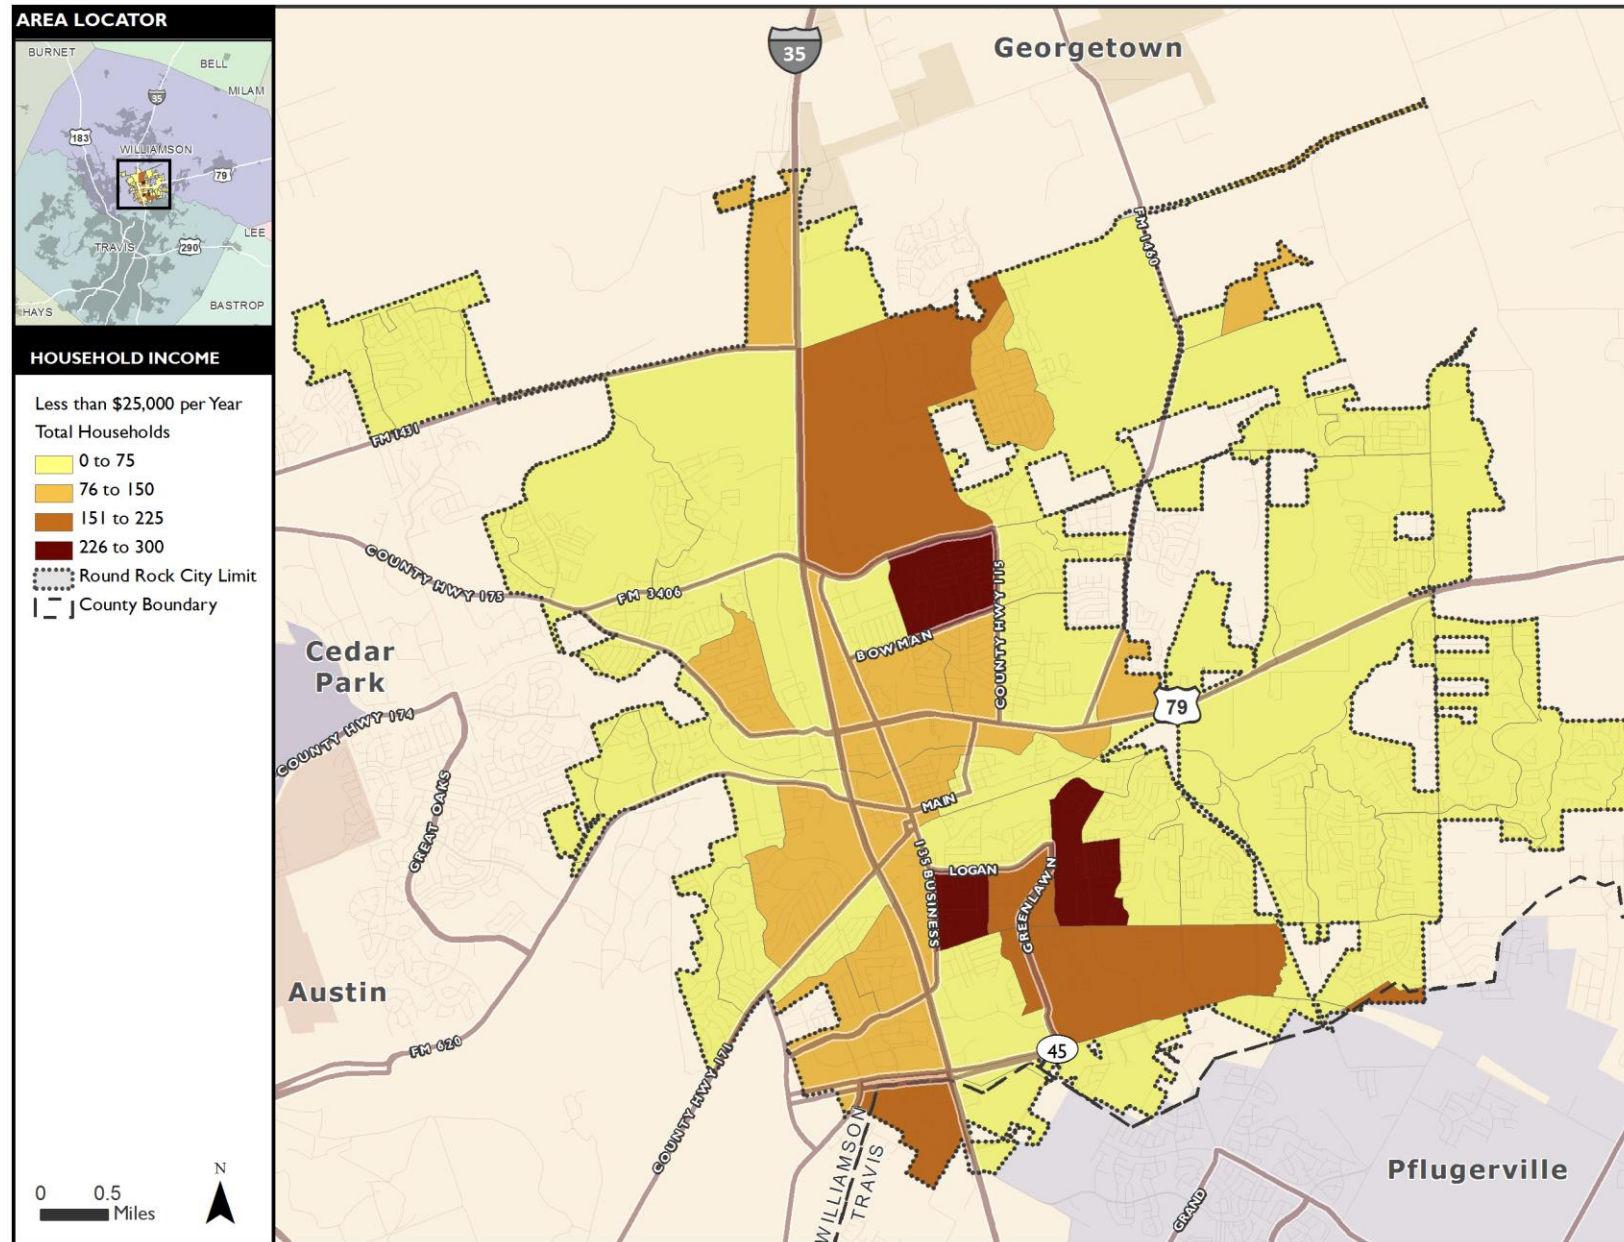 AREA LOCATOR
BURNET
BELL
MILAM
35
183
WILLIAMSON
79
LEE
TRAVIS
290
BASTROP
HAYS
HOUSEHOLD INCOME
Less than $25,000 per Year
Total Households
0 to 75
76 to 150
151 to 225
226 to 300
Round Rock City Limit
County Boundary
N
0 0.5
Miles
35
Georgetown
FM 1460
FM 1431
COUNTY HWY 175
FM 3406
COUNTY HWY 115
BOWMAN
Cedar
Park
COUNTY HWY 174
79
GREAT OAKS
MAIN
I 35 BUSINESS
LOGAN
GREENLAWN
Austin
FM 620
45
COUNTY HWY 171
WILLIAMSON
TRAVIS
Pflugerville
GRAND